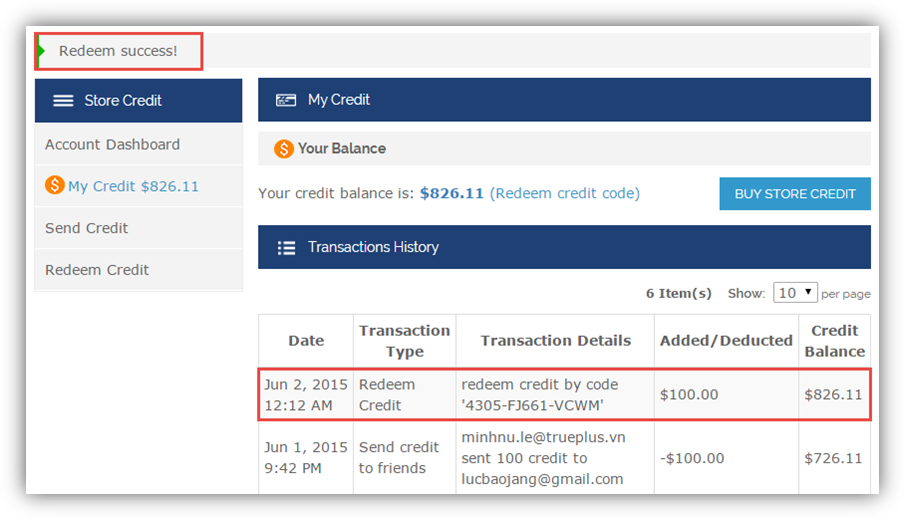 Redeem success!
Store Credit
Account Dashboard
My Credit $826.11
Send Credit
Redeem Credit
My Credit
Your Balance
Your credit balance is: $826.11 (Redeem credit code)
BUY STORE CREDIT
Transactions History
6 Item(s) Show: 10 per page
Date
Transaction
Type
Transaction Details
Added/Deducted
Credit
Balance
Jun 2, 2015
12:12 AM
Redeem
Credit
redeem credit by code
'4305-FJ661-VCWM'
$100.00
$826.11
Jun 1, 2015
9:42 PM
Send credit
to friends
minhnu.le@trueplus.vn
sent 100 credit to
lucbaojang@gmail.com
-$100.00
$726.11